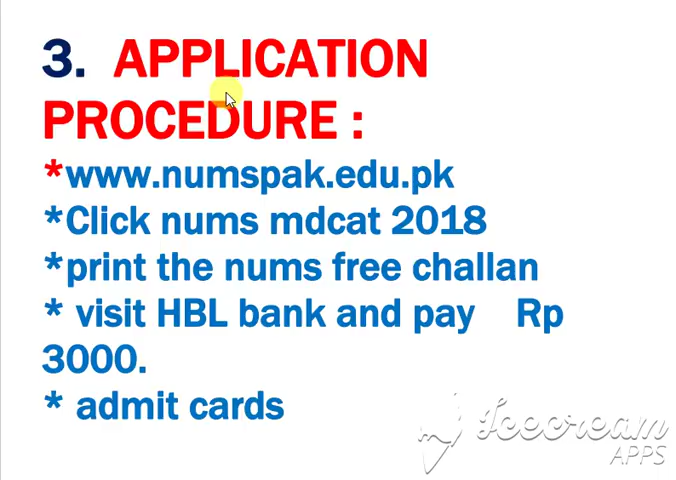 3. APPLICATION
PROCEDURE :
*www.numspak.edu.pk
*Click nums mdcat 2018
*print the nums free challan
* visit HBL bank and pay Rp
3000.
* admit cards
Icecream
APPS